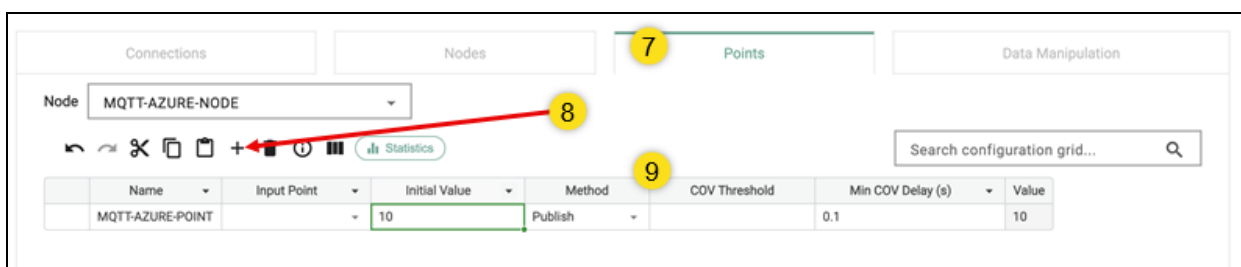 Connections Nodes 7 Points Data Manipulation
Node MQTT-AZURE-NODE
8
Statistics Search configuration grid...
9
Name Input Point Initial Value Method COV Threshold Min COV Delay (s) Value
MQTT-AZURE-POINT 10 Publish 0.1 10